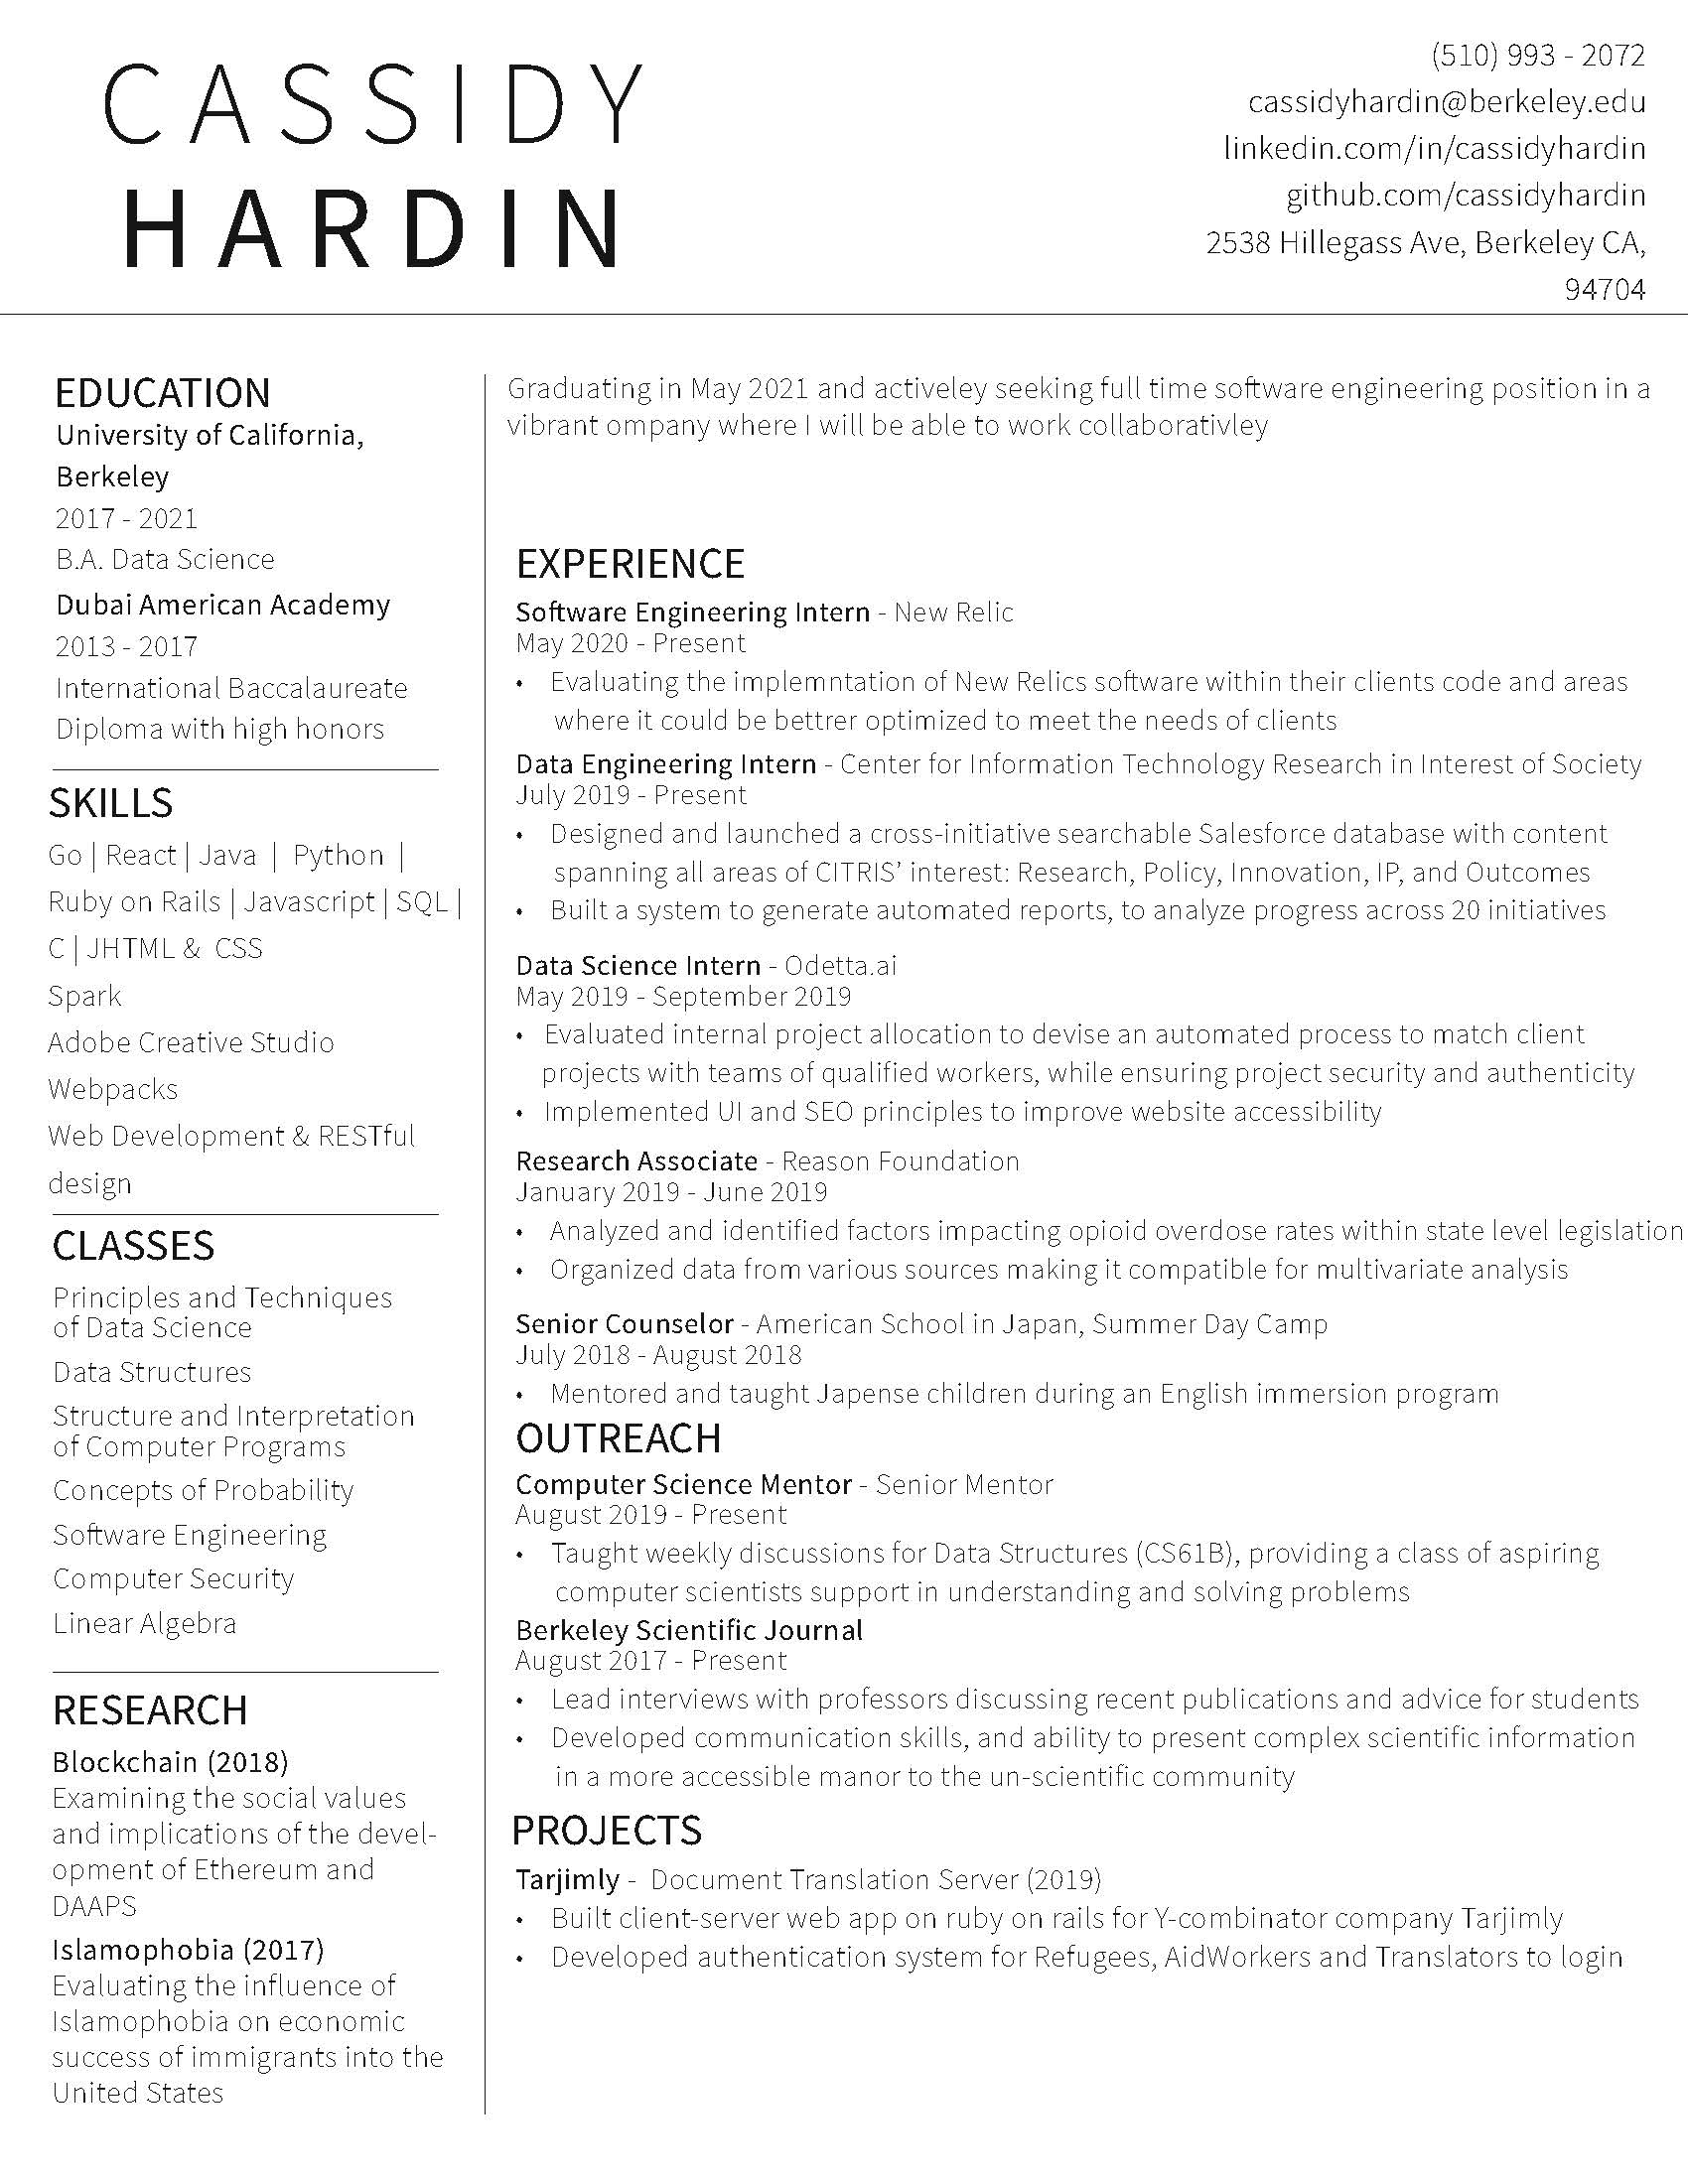 CASSIDY
HARDIN
(510) 993 - 2072
cassidyhardin@berkeley.edu
linkedin.com/in/cassidyhardin
github.com/cassidyhardin
2538 Hillegass Ave, Berkeley CA,
94704
EDUCATION
University of California,
Berkeley
2017 - 2021
B.A. Data Science
Dubai American Academy
2013 - 2017
International Baccalaureate
Diploma with high honors
SKILLS
Go | React | Java | Python |
Ruby on Rails | Javascript | SQL |
C | JHTML & CSS
Spark
Adobe Creative Studio
Webpacks
Web Development & RESTful
design
CLASSES
Principles and Techniques
of Data Science
Data Structures
Structure and Interpretation
of Computer Programs
Concepts of Probability
Software Engineering
Computer Security
Linear Algebra
RESEARCH
Blockchain (2018)
Examining the social values
and implications of the devel-
opment of Ethereum and
DAAPS
Islamophobia (2017)
Evaluating the influence of
Islamophobia on economic
success of immigrants into the
United States
Graduating in May 2021 and activeley seeking full time software engineering position in a
vibrant ompany where I will be able to work collaborativley
EXPERIENCE
Software Engineering Intern - New Relic
May 2020 - Present
• Evaluating the implemntation of New Relics software within their clients code and areas
where it could be bettrer optimized to meet the needs of clients
Data Engineering Intern - Center for Information Technology Research in Interest of Society
July 2019 - Present
• Designed and launched a cross-initiative searchable Salesforce database with content
spanning all areas of CITRIS’ interest: Research, Policy, Innovation, IP, and Outcomes
• Built a system to generate automated reports, to analyze progress across 20 initiatives
Data Science Intern - Odetta.ai
May 2019 - September 2019
• Evaluated internal project allocation to devise an automated process to match client
projects with teams of qualified workers, while ensuring project security and authenticity
• Implemented UI and SEO principles to improve website accessibility
Research Associate - Reason Foundation
January 2019 - June 2019
• Analyzed and identified factors impacting opioid overdose rates within state level legislation
• Organized data from various sources making it compatible for multivariate analysis
Senior Counselor - American School in Japan, Summer Day Camp
July 2018 - August 2018
• Mentored and taught Japense children during an English immersion program
OUTREACH
Computer Science Mentor - Senior Mentor
August 2019 - Present
• Taught weekly discussions for Data Structures (CS61B), providing a class of aspiring
computer scientists support in understanding and solving problems
Berkeley Scientific Journal
August 2017 - Present
• Lead interviews with professors discussing recent publications and advice for students
• Developed communication skills, and ability to present complex scientific information
in a more accessible manor to the un-scientific community
PROJECTS
Tarjimly - Document Translation Server (2019)
• Built client-server web app on ruby on rails for Y-combinator company Tarjimly
• Developed authentication system for Refugees, AidWorkers and Translators to login